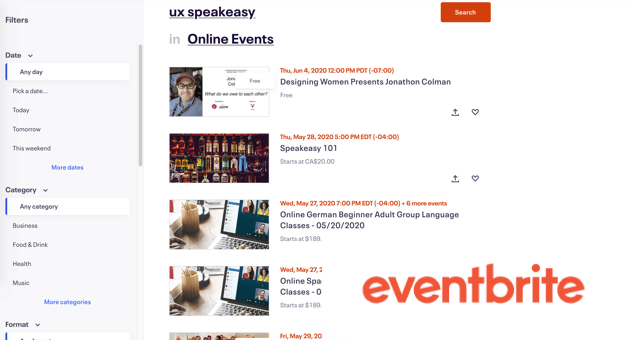 Filters
Date
Any day
Pick a date...
Today
Tomorrow
This weekend
More dates
Category
Any category
Business
Food & Drink
Health
Music
More categories
Format
ux speakeasy
Search
in Online Events
Free
What do we owe to each other?
Thu, Jun 4, 2020 12:00 PM PDT (-07:00)
Designing Women Presents Jonathon Colman
Free
Thu, May 28, 2020 5:00 PM EDT (-04:00)
Speakeasy 101
Starts at CA$20.00
Wed, May 27, 2020 7:00 PM EDT (-04:00) + 6 more events
Online German Beginner Adult Group Language
Classes - 05/20/2020
Starts at $189.
Wed, May 27, 2
Online Spa
Classes - 0
Starts at $189.
Fri, May 29, 20
eventbrite